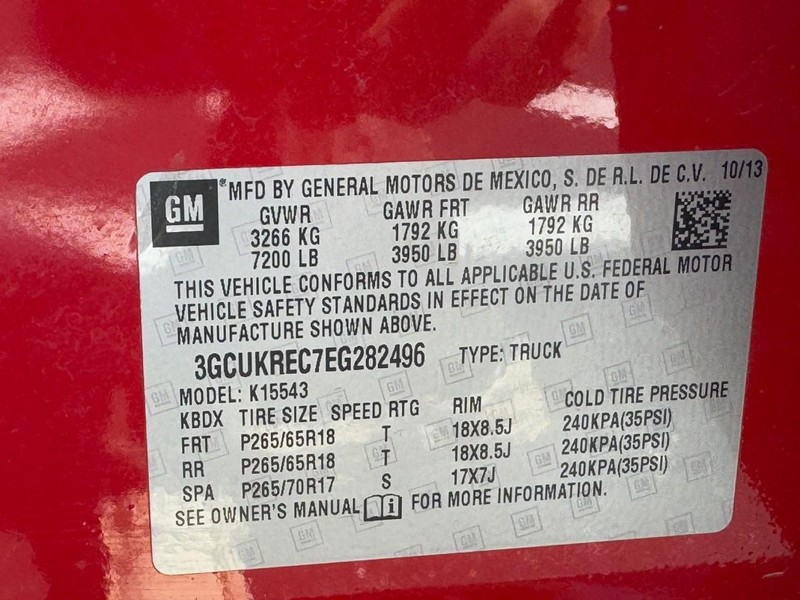 GM ® MFD BY GENERAL MOTORS DE MEXICO, S. DE R.L. DE C.V. 10/13
GVWR GAWR FRT GAWR RR
3266 KG 1792 KG 1792 KG
7200 LB 3950 LB 3950 LB
THIS VEHICLE CONFORMS TO ALL APPLICABLE U.S. FEDERAL MOTOR
VEHICLE SAFETY STANDARDS IN EFFECT ON THE DATE OF
MANUFACTURE SHOWN ABOVE.
3GCUKREC7EG282496 TYPE: TRUCK
MODEL: K15543
KBDX TIRE SIZE SPEED RTG RIM COLD TIRE PRESSURE
FRT P265/65R18 T 18X8.5J 240KPA(35PSI)
RR P265/65R18 T 18X8.5J 240KPA(35PSI)
SPA P265/70R17 S 17X7J 240KPA(35PSI)
SEE OWNER'S MANUAL FOR MORE INFORMATION.